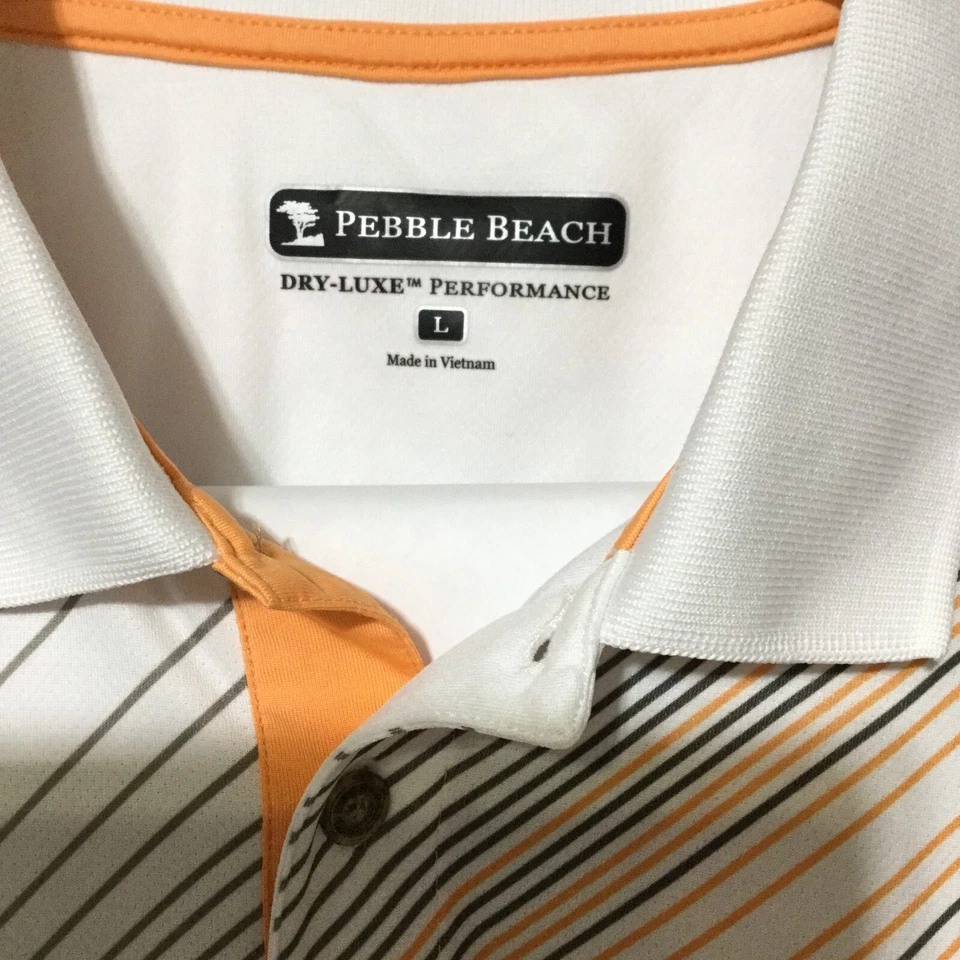 PEBBLE BEACH
DRY-LUXE™ PERFORMANCE
L
Made in Vietnam